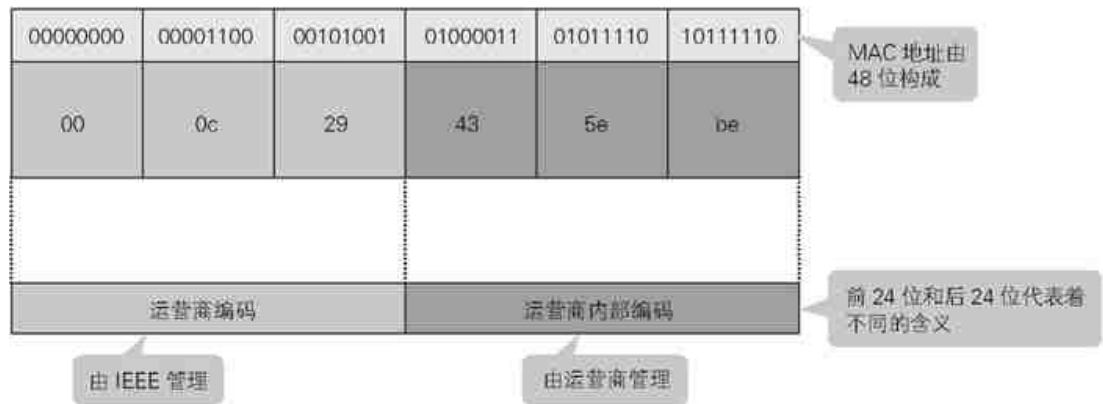 00000000 00001100 00101001 01000011 01011110 10111110
MAC 地址由
48 位构成
00 0c 29 43 5e be
运营商编码 运营商内部编码
前 24 位和后 24 位代表着
不同的含义
由 IEEE 管理 由运营商管理